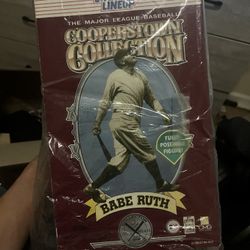 LINEUP
THE MAJOR LEAGUE BASEBALL
COOPERSTOWN
COLLECTION
FULLY
POSEABLE
FIGURE!
BABE RUTH